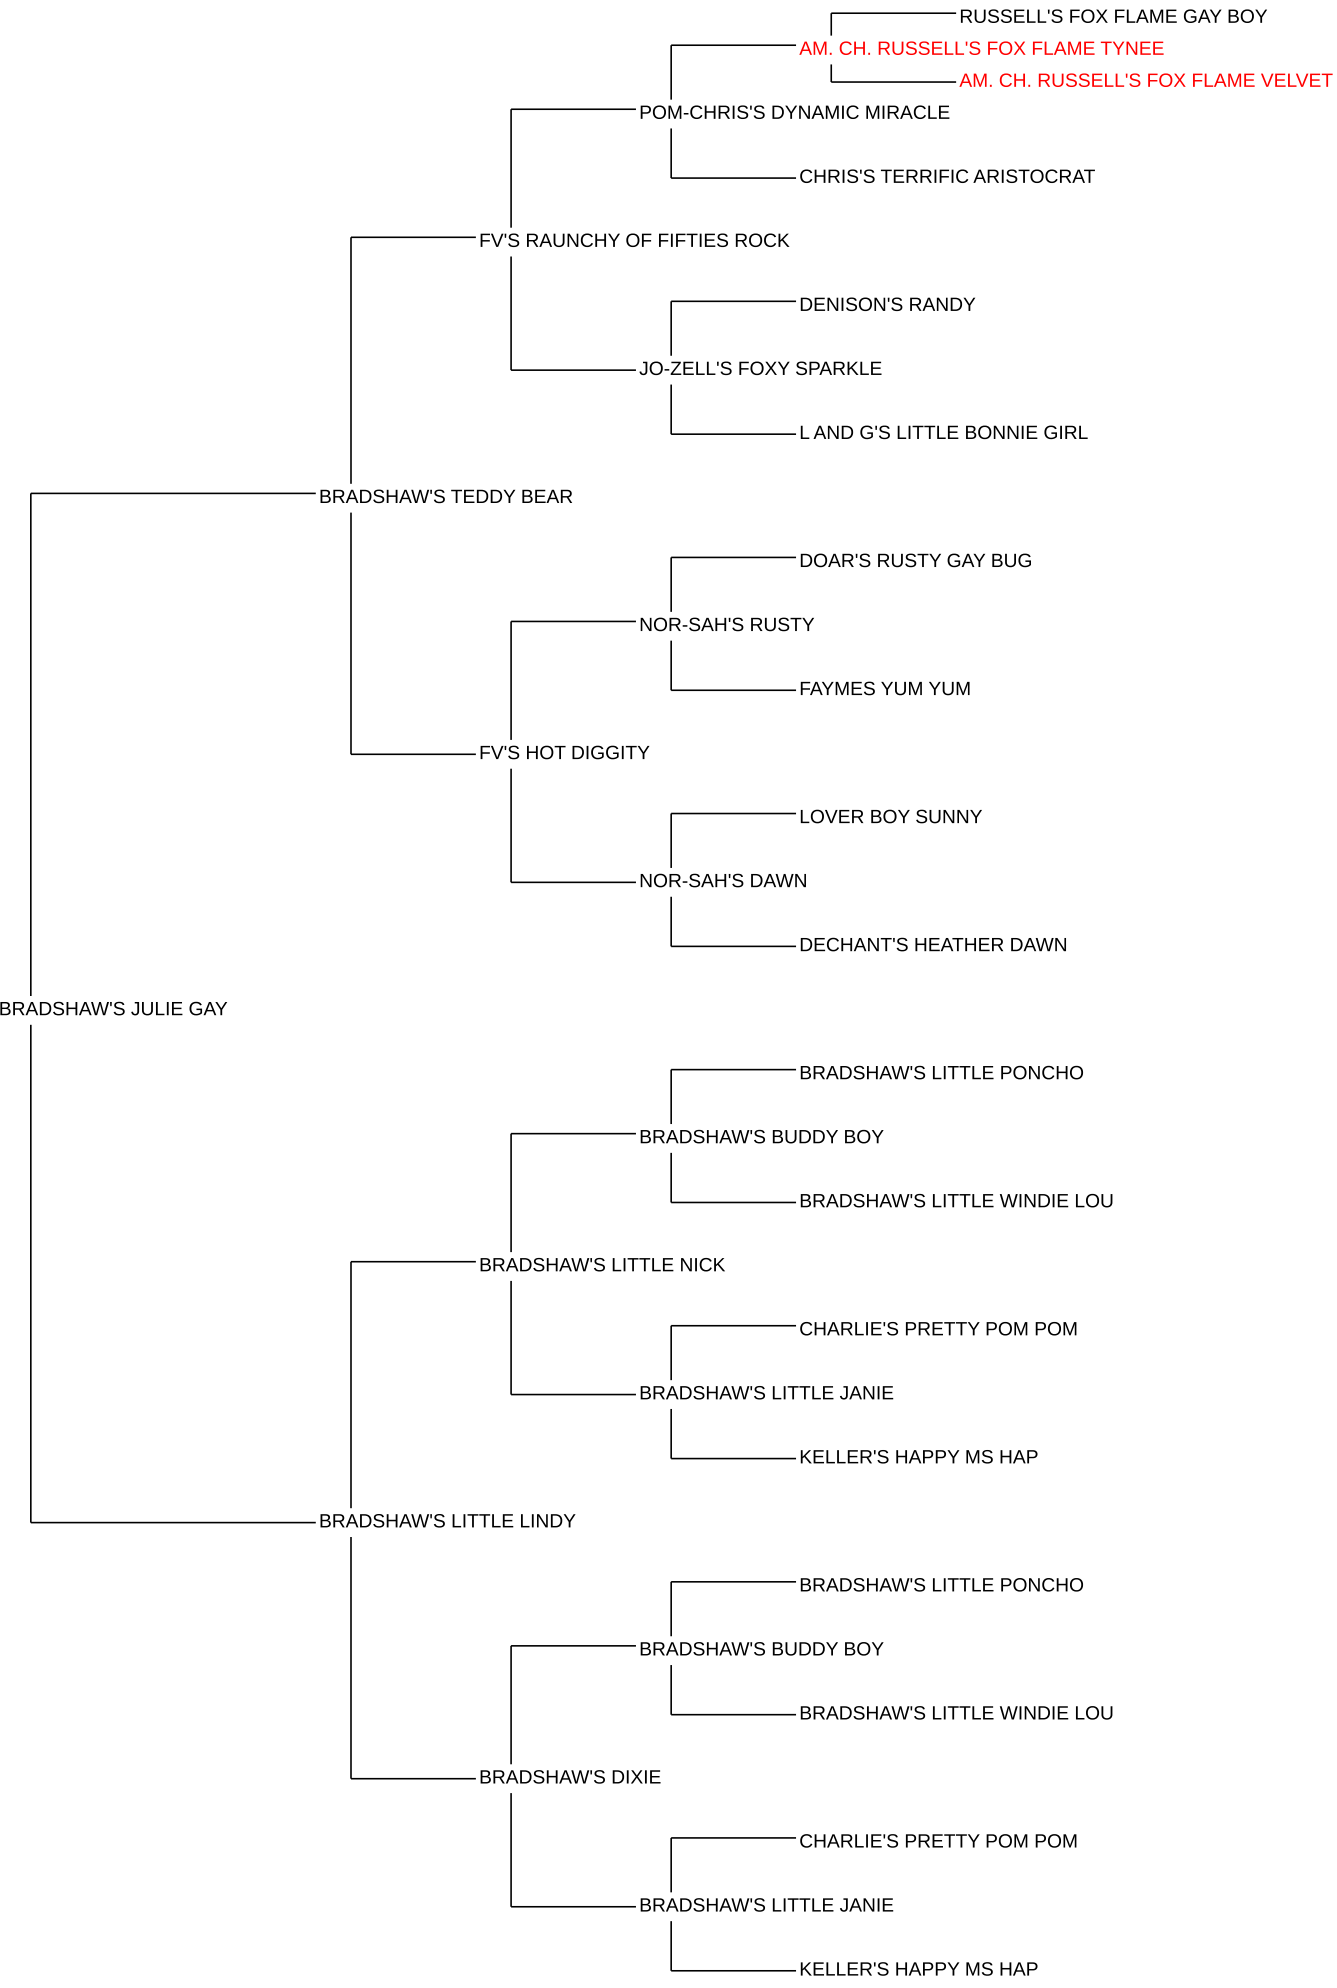 RUSSELL'S FOX FLAME GAY BOY
AM. CH. RUSSELL'S FOX FLAME TYNEE
AM. CH. RUSSELL'S FOX FLAME VELVET
POM-CHRIS'S DYNAMIC MIRACLE
CHRIS'S TERRIFIC ARISTOCRAT
FV'S RAUNCHY OF FIFTIES ROCK
DENISON'S RANDY
JO-ZELL'S FOXY SPARKLE
L AND G'S LITTLE BONNIE GIRL
BRADSHAW'S TEDDY BEAR
DOAR'S RUSTY GAY BUG
NOR-SAH'S RUSTY
FAYMES YUM YUM
FV'S HOT DIGGITY
LOVER BOY SUNNY
NOR-SAH'S DAWN
DECHANT'S HEATHER DAWN
BRADSHAW'S JULIE GAY
BRADSHAW'S LITTLE PONCHO
BRADSHAW'S BUDDY BOY
BRADSHAW'S LITTLE WINDIE LOU
BRADSHAW'S LITTLE NICK
CHARLIE'S PRETTY POM POM
BRADSHAW'S LITTLE JANIE
KELLER'S HAPPY MS HAP
BRADSHAW'S LITTLE LINDY
BRADSHAW'S LITTLE PONCHO
BRADSHAW'S BUDDY BOY
BRADSHAW'S LITTLE WINDIE LOU
BRADSHAW'S DIXIE
CHARLIE'S PRETTY POM POM
BRADSHAW'S LITTLE JANIE
KELLER'S HAPPY MS HAP